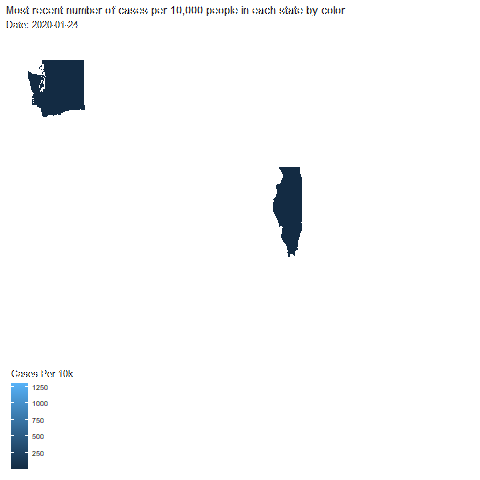 Most recent number of cases per 10,000 people in each state by color
Date: 2020-01-24
Cases Per 10k
1250
1000
750
500
250